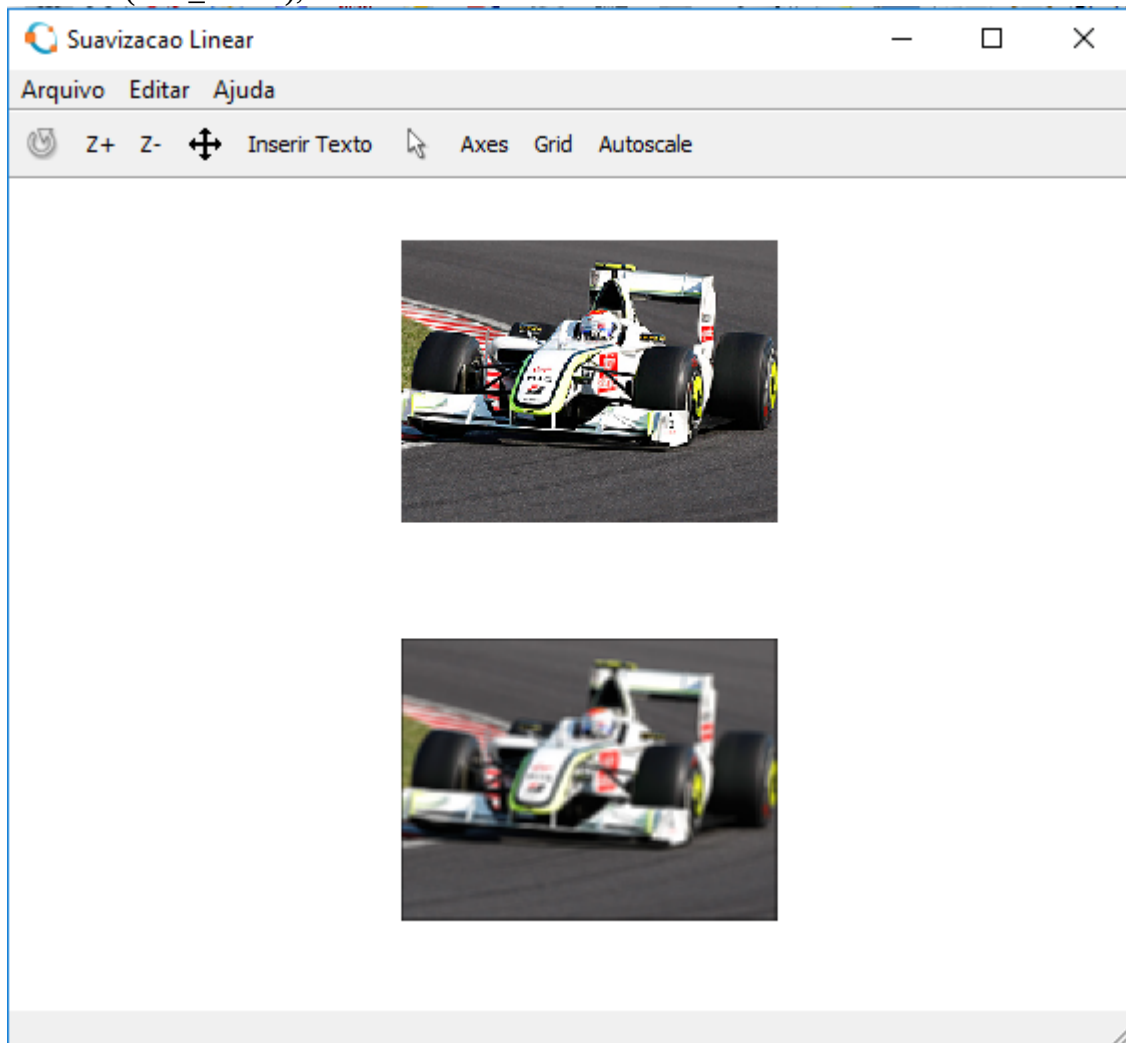 Suavizacao Linear
Arquivo Editar Ajuda
Z+ Z- Inserir Texto Axes Grid Autoscale